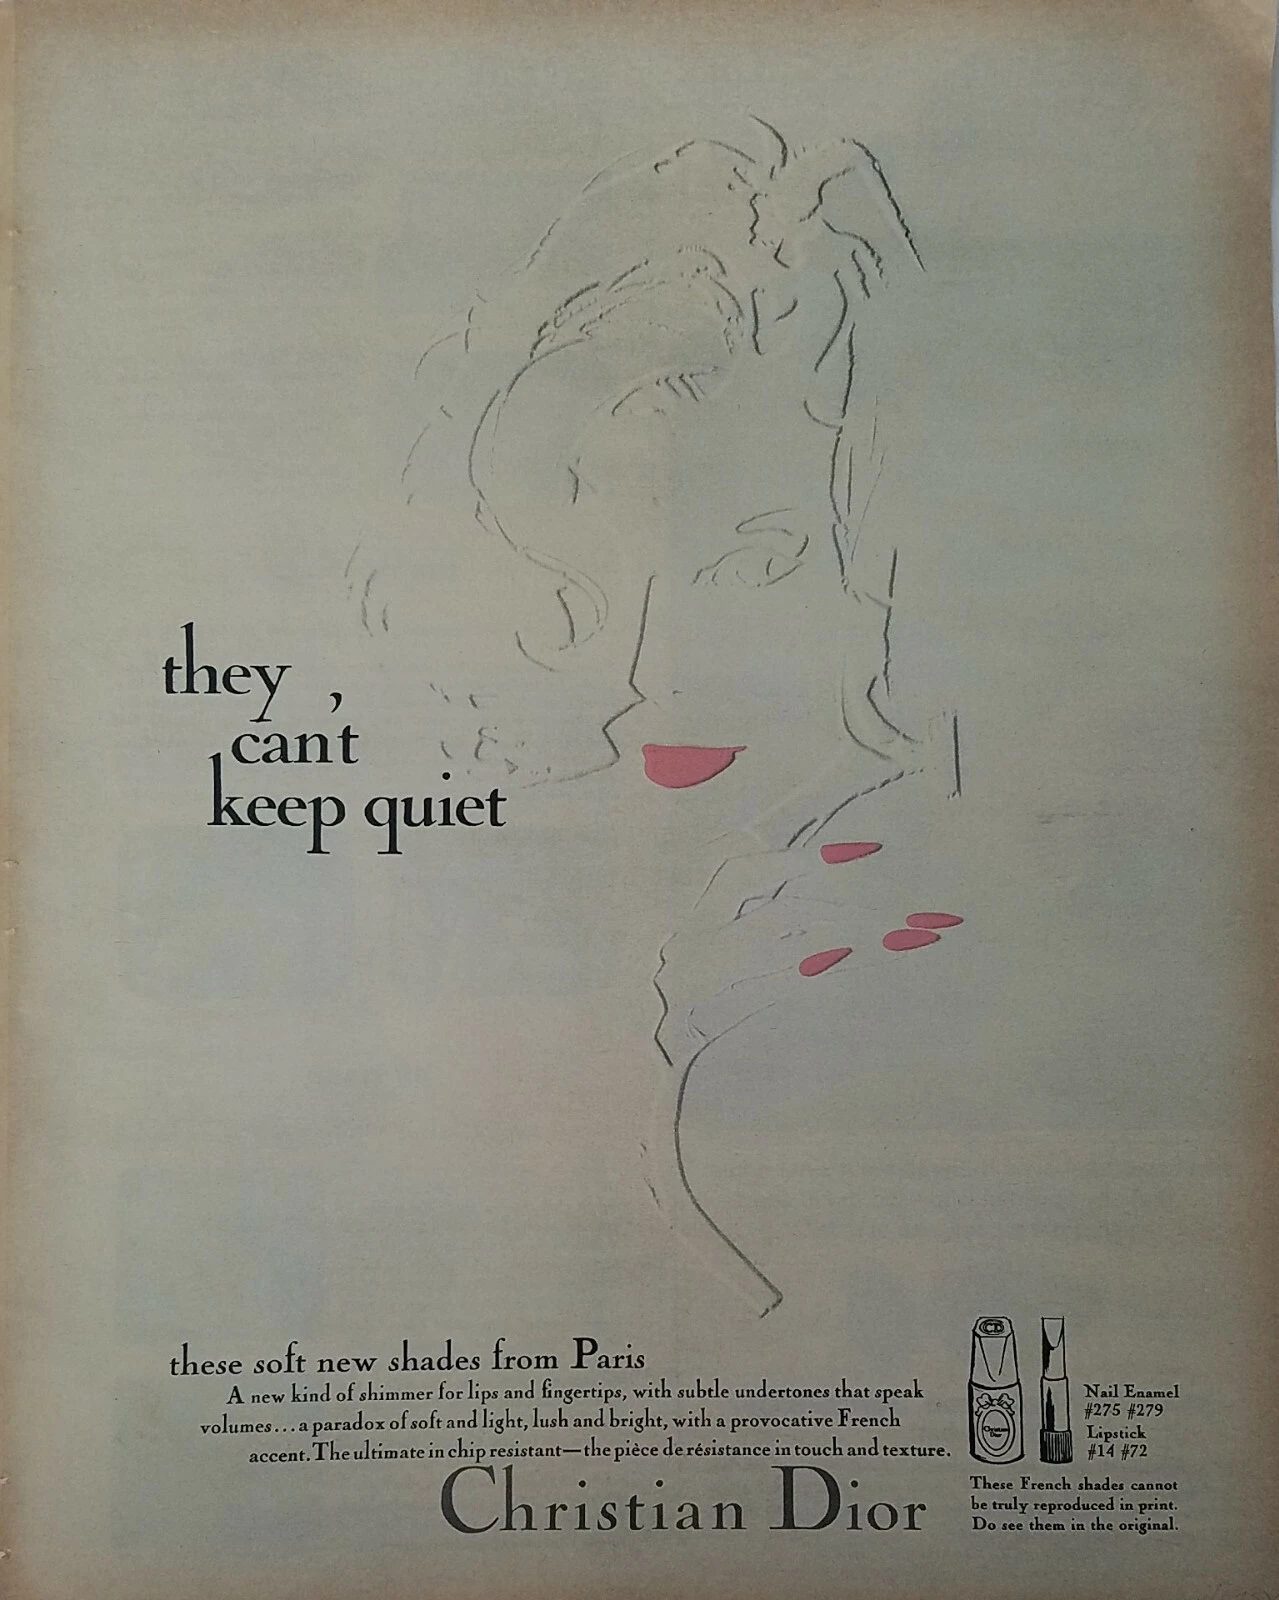 they
can't
keep quiet
these soft new shades from Paris
A new kind of shimmer for lips and fingertips, with subtle undertones that speak
volumes...a paradox of soft and light, lush and bright, with a provocative French
accent. The ultimate in chip resistant—the pièce de résistance in touch and texture.
Christian Dior
CD
Christian
Dior
Nail Enamel
#275 #279
Lipstick
#14 #72
These French shades cannot
be truly reproduced in print.
Do see them in the original.